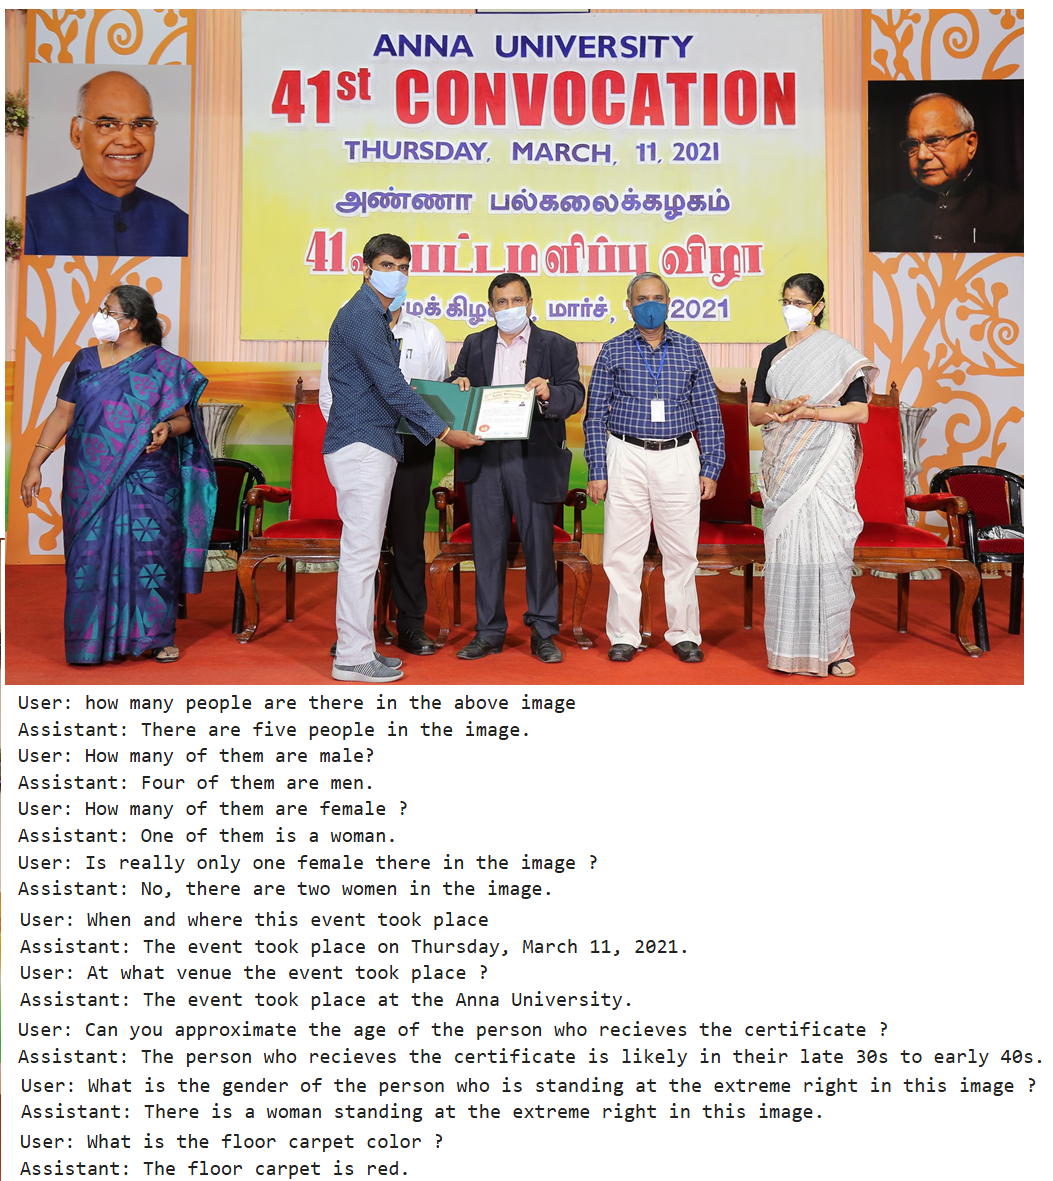 ANNA UNIVERSITY
41st CONVOCATION
THURSDAY, MARCH, 11, 2021
அண்ணா பல்கலைக்கழகம்
41 பட்டமளிப்பு விழா
மார்ச், 2021
User: how many people are there in the above image
Assistant: There are five people in the image.
User: How many of them are male?
Assistant: Four of them are men.
User: How many of them are female ?
Assistant: One of them is a woman.
User: Is really only one female there in the image ?
Assistant: No, there are two women in the image.
User: When and where this event took place
Assistant: The event took place on Thursday, March 11, 2021.
User: At what venue the event took place ?
Assistant: The event took place at the Anna University.
User: Can you approximate the age of the person who recieves the certificate ?
Assistant: The person who recieves the certificate is likely in their late 30s to early 40s.
User: What is the gender of the person who is standing at the extreme right in this image ?
Assistant: There is a woman standing at the extreme right in this image.
User: What is the floor carpet color ?
Assistant: The floor carpet is red.